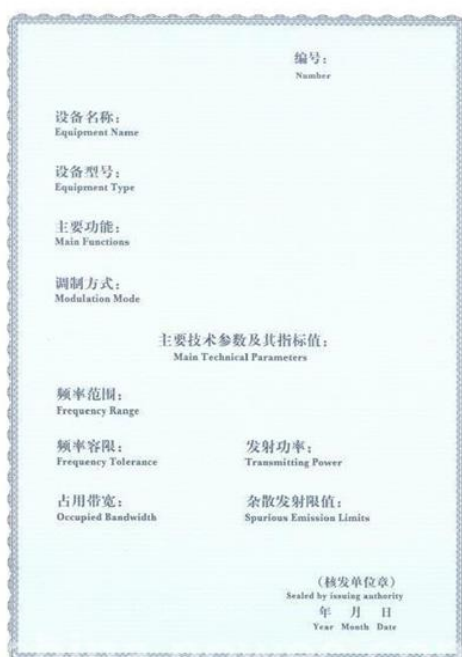 编号：
Number
设备名称：
Equipment Name
设备型号：
Equipment Type
主要功能：
Main Functions
调制方式：
Modulation Mode
主要技术参数及其指标值：
Main Technical Parameters
频率范围：
Frequency Range
频率容限：
Frequency Tolerance
发射功率：
Transmitting Power
占用带宽：
Occupied Bandwidth
杂散发射限值：
Spurious Emission Limits
（核发单位章）
Sealed by issuing authority
年 月 日
Year Month Date